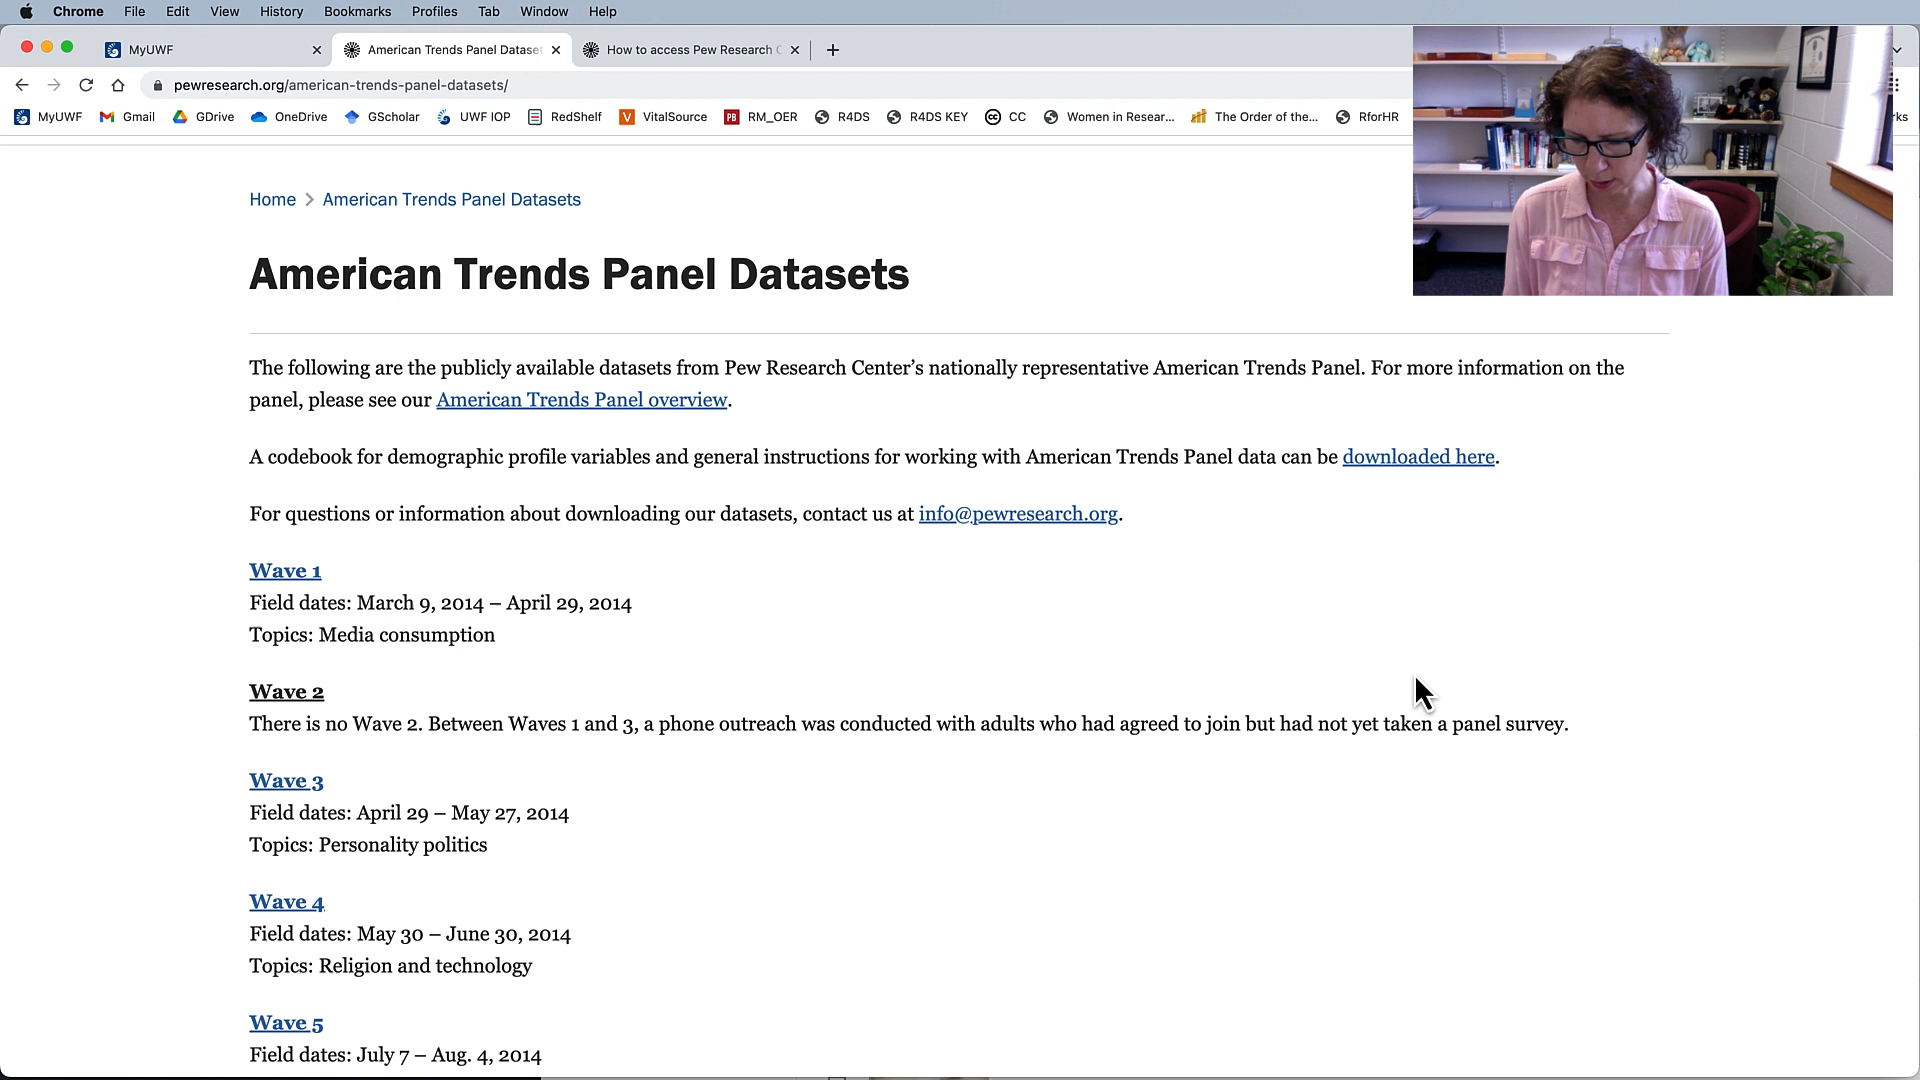 Chrome File Edit View History Bookmarks Profiles Tab Window Help
MyUWF American Trends Panel Dataset How to access Pew Research
pewresearch.org/american-trends-panel-datasets/
MyUWF Gmail GDrive OneDrive GScholar UWF IOP RedShelf VitalSource RM_OER R4DS R4DS KEY CC Women in Resear... The Order of the... RforHR
Home American Trends Panel Datasets
American Trends Panel Datasets
The following are the publicly available datasets from Pew Research Center’s nationally representative American Trends Panel. For more information on the
panel, please see our American Trends Panel overview.
A codebook for demographic profile variables and general instructions for working with American Trends Panel data can be downloaded here.
For questions or information about downloading our datasets, contact us at info@pewresearch.org.
Wave 1
Field dates: March 9, 2014 – April 29, 2014
Topics: Media consumption
Wave 2
There is no Wave 2. Between Waves 1 and 3, a phone outreach was conducted with adults who had agreed to join but had not yet taken a panel survey.
Wave 3
Field dates: April 29 – May 27, 2014
Topics: Personality politics
Wave 4
Field dates: May 30 – June 30, 2014
Topics: Religion and technology
Wave 5
Field dates: July 7 – Aug. 4, 2014